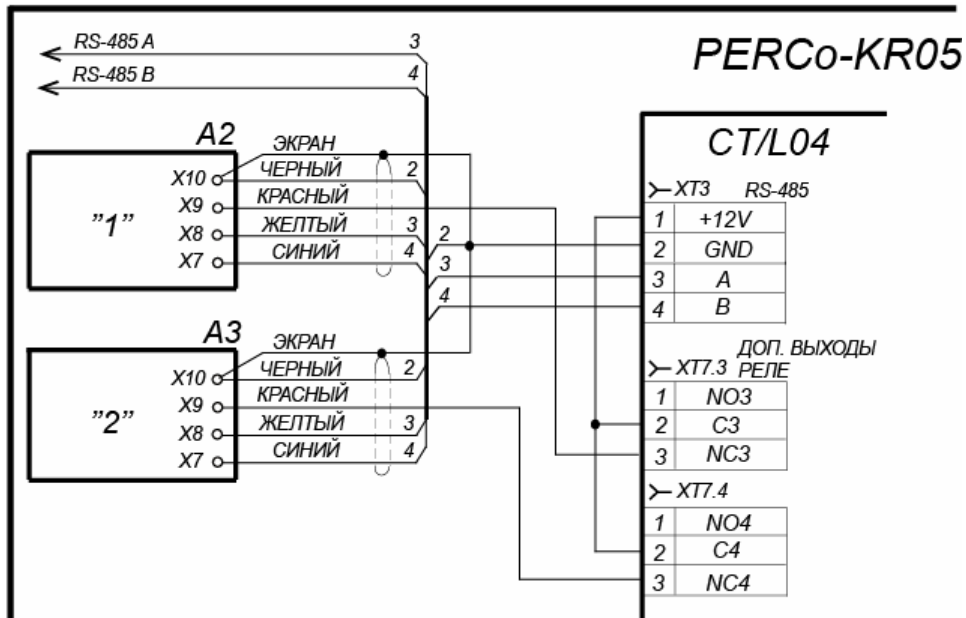 RS-485 A 3
RS-485 B 4
PERCo-KR05
A2
"1"
ЭКРАН
X10 ЧЕРНЫЙ 2
X9 КРАСНЫЙ
X8 ЖЕЛТЫЙ 3
X7 СИНИЙ 4
2
3
4
A3
"2"
ЭКРАН
X10 ЧЕРНЫЙ 2
X9 КРАСНЫЙ
X8 ЖЕЛТЫЙ 3
X7 СИНИЙ 4
CT/L04
XT3 RS-485
1 +12V
2 GND
3 A
4 B
XT7.3 ДОП. ВЫХОДЫ
РЕЛЕ
1 NO3
2 C3
3 NC3
XT7.4
1 NO4
2 C4
3 NC4